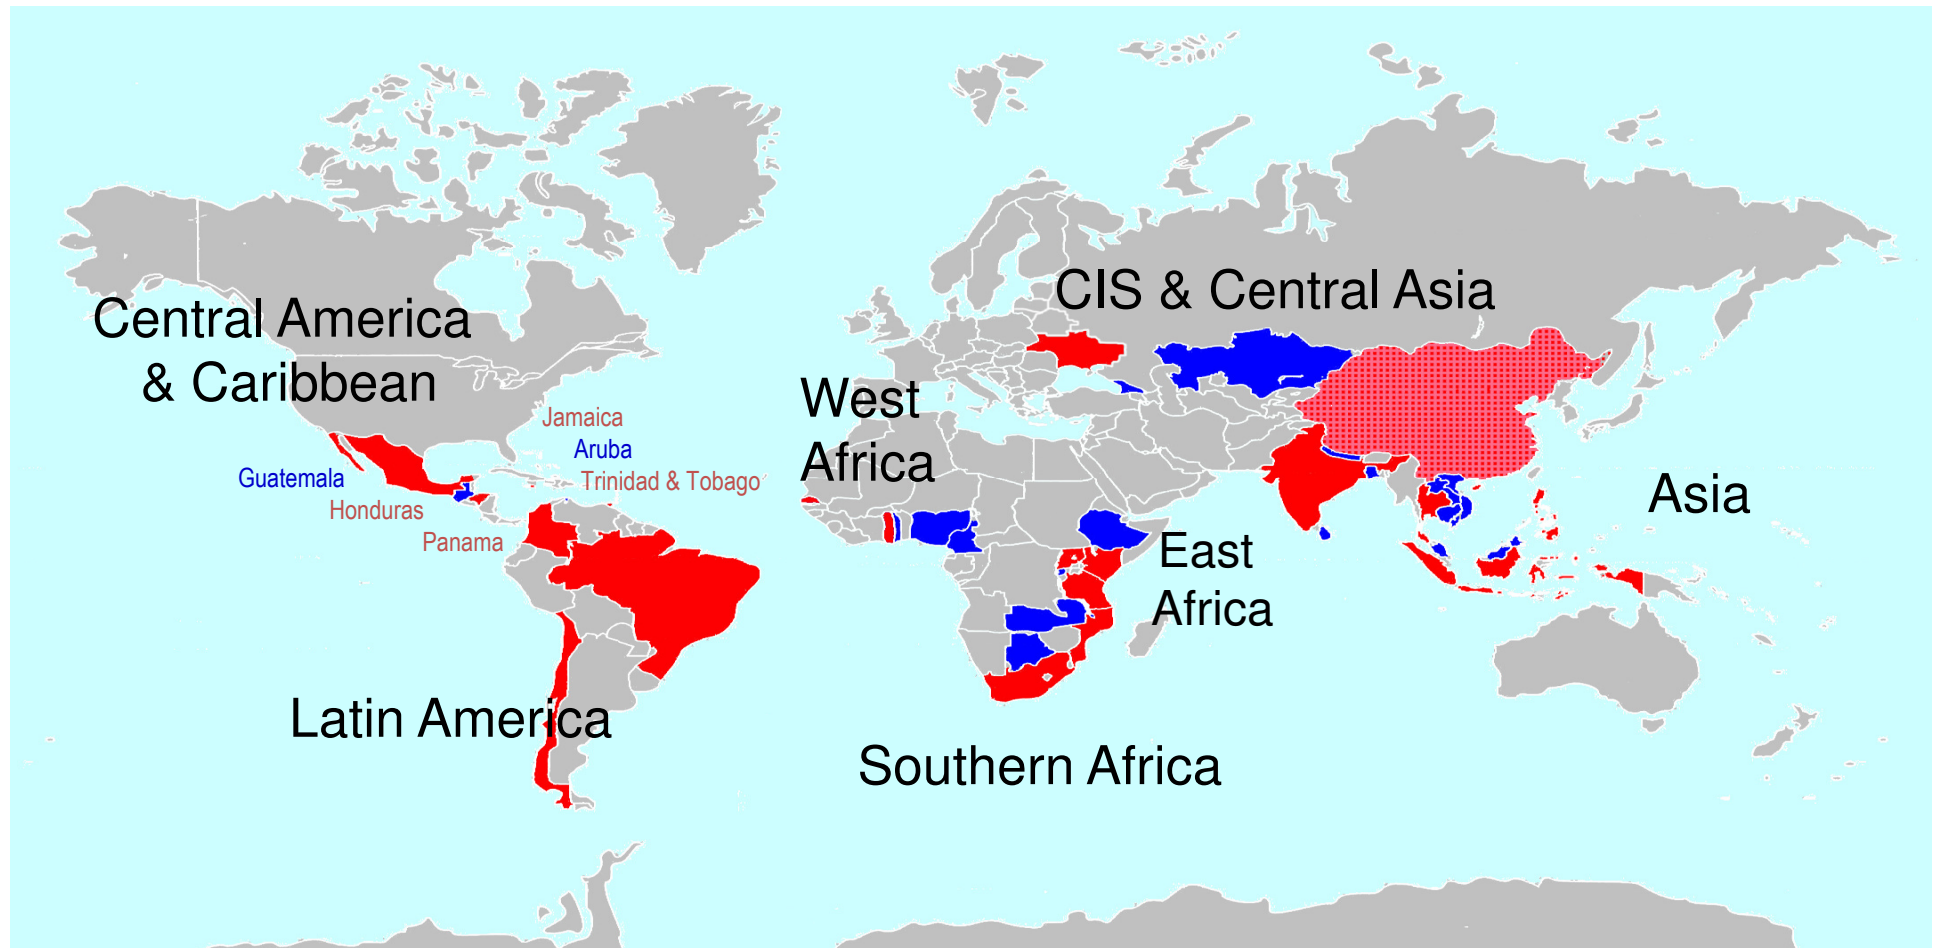 CIS & Central Asia
Central America
& Caribbean
West
Africa
Jamaica
Aruba
Trinidad & Tobago
Guatemala
Honduras
Panama
Asia
East
Africa
Latin America
Southern Africa